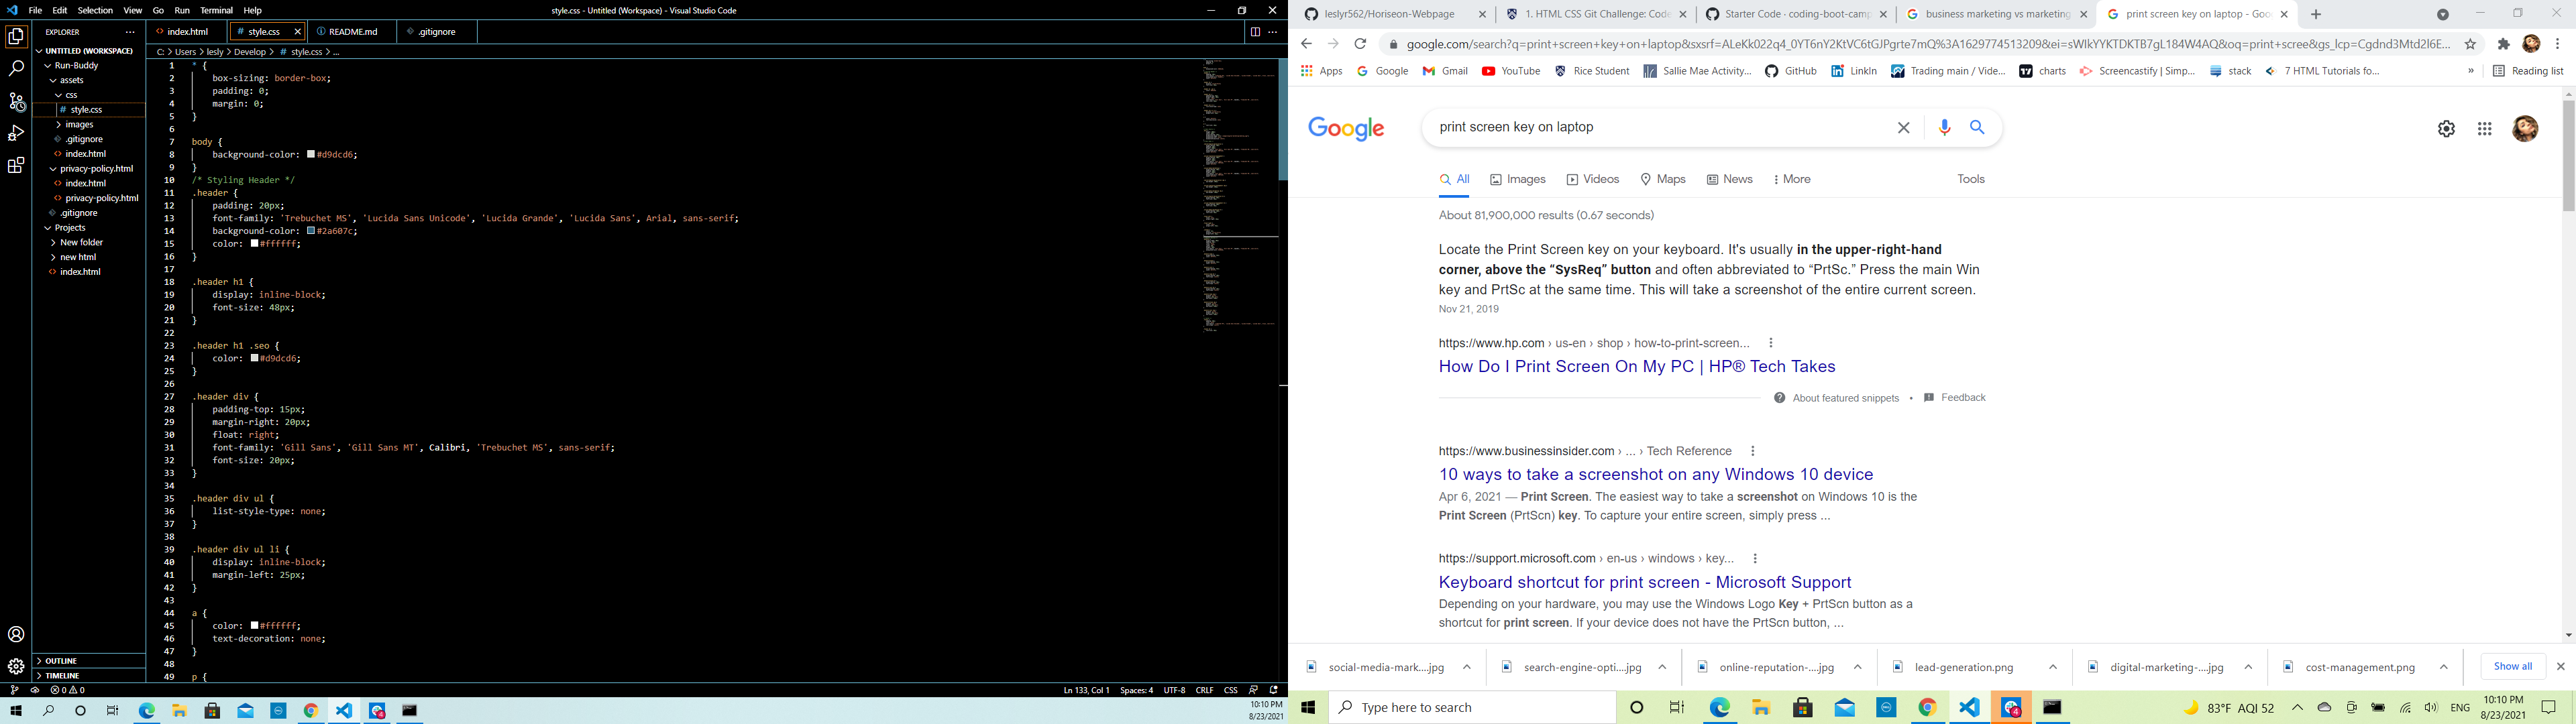 File Edit Selection View Go Run Terminal Help
style.css - Untitled (Workspace) - Visual Studio Code
EXPLORER
UNTITLED (WORKSPACE)
Run-Buddy
assets
css
# style.css
images
.gitignore
<> index.html
privacy-policy.html
<> index.html
<> privacy-policy.html
.gitignore
Projects
New folder
new html
<> index.html
OUTLINE
TIMELINE
<> index.html # style.css × README.md .gitignore
C: > Users > lesly > Develop > # style.css > ...
1 * {
2 box-sizing: border-box;
3 padding: 0;
4 margin: 0;
5 }
6
7 body {
8 background-color: #d9dcd6;
9 }
10 /* Styling Header */
11 .header {
12 padding: 20px;
13 font-family: 'Trebuchet MS', 'Lucida Sans Unicode', 'Lucida Grande', 'Lucida Sans', Arial, sans-serif;
14 background-color: #2a607c;
15 color: #ffffff;
16 }
17
18 .header h1 {
19 display: inline-block;
20 font-size: 48px;
21 }
22
23 .header h1 .seo {
24 color: #d9dcd6;
25 }
26
27 .header div {
28 padding-top: 15px;
29 margin-right: 20px;
30 float: right;
31 font-family: 'Gill Sans', 'Gill Sans MT', Calibri, 'Trebuchet MS', sans-serif;
32 font-size: 20px;
33 }
34
35 .header div ul {
36 list-style-type: none;
37 }
38
39 .header div ul li {
40 display: inline-block;
41 margin-left: 25px;
42 }
43
44 a {
45 color: #ffffff;
46 text-decoration: none;
47 }
48
49 p {
0 0
Ln 133, Col 1 Spaces: 4 UTF-8 CRLF CSS
10:10 PM
8/23/2021
leslyr562/Horiseon-Webpage
1. HTML CSS Git Challenge: Code
Starter Code · coding-boot-camp
business marketing vs marketing
print screen key on laptop - Goo
google.com/search?q=print+screen+key+on+laptop&sxsrf=ALeKk022q4_0YT6nY2KtVC6tGJPgrte7mQ%3A1629774513209&ei=sWIkYYKTDKTB7gL184W4AQ&oq=print+scree&gs_lcp=Cgdnd3Mtd2l6E...
Apps Google Gmail YouTube Rice Student Sallie Mae Activity... GitHub LinkIn Trading main / Vide... charts Screencastify | Simp... stack 7 HTML Tutorials fo... » Reading list
Google
print screen key on laptop
All Images Videos Maps News More Tools
About 81,900,000 results (0.67 seconds)
Locate the Print Screen key on your keyboard. It's usually in the upper-right-hand
corner, above the “SysReq” button and often abbreviated to “PrtSc.” Press the main Win
key and PrtSc at the same time. This will take a screenshot of the entire current screen.
Nov 21, 2019
https://www.hp.com › us-en › shop › how-to-print-screen...
How Do I Print Screen On My PC | HP® Tech Takes
About featured snippets • Feedback
https://www.businessinsider.com › ... › Tech Reference
10 ways to take a screenshot on any Windows 10 device
Apr 6, 2021 — Print Screen. The easiest way to take a screenshot on Windows 10 is the
Print Screen (PrtScn) key. To capture your entire screen, simply press ...
https://support.microsoft.com › en-us › windows › key...
Keyboard shortcut for print screen - Microsoft Support
Depending on your hardware, you may use the Windows Logo Key + PrtScn button as a
shortcut for print screen. If your device does not have the PrtScn button, ...
social-media-mark....jpg search-engine-opti....jpg online-reputation-....jpg lead-generation.png digital-marketing-....jpg cost-management.png Show all
Type here to search
83°F AQI 52
ENG
10:10 PM
8/23/2021